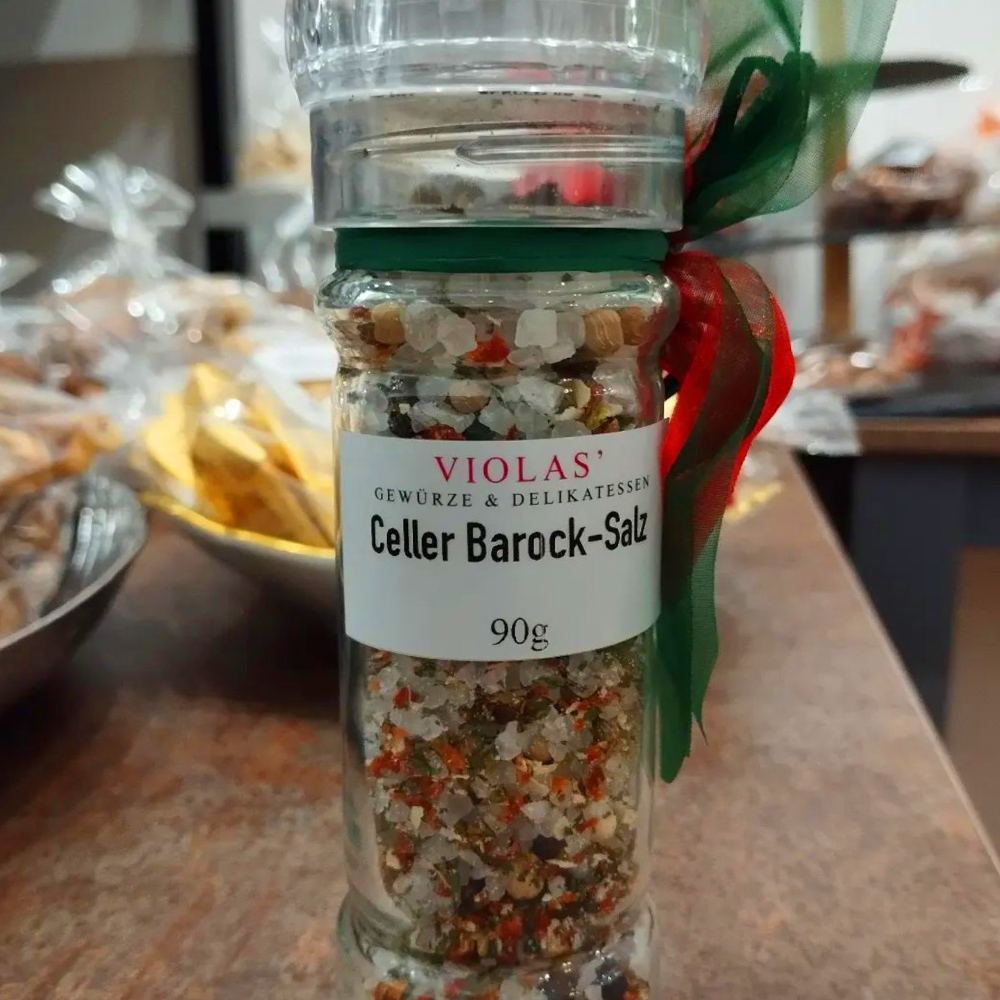 VIOLAS’
GEWÜRZE & DELIKATESSEN
Celler Barock-Salz
90g